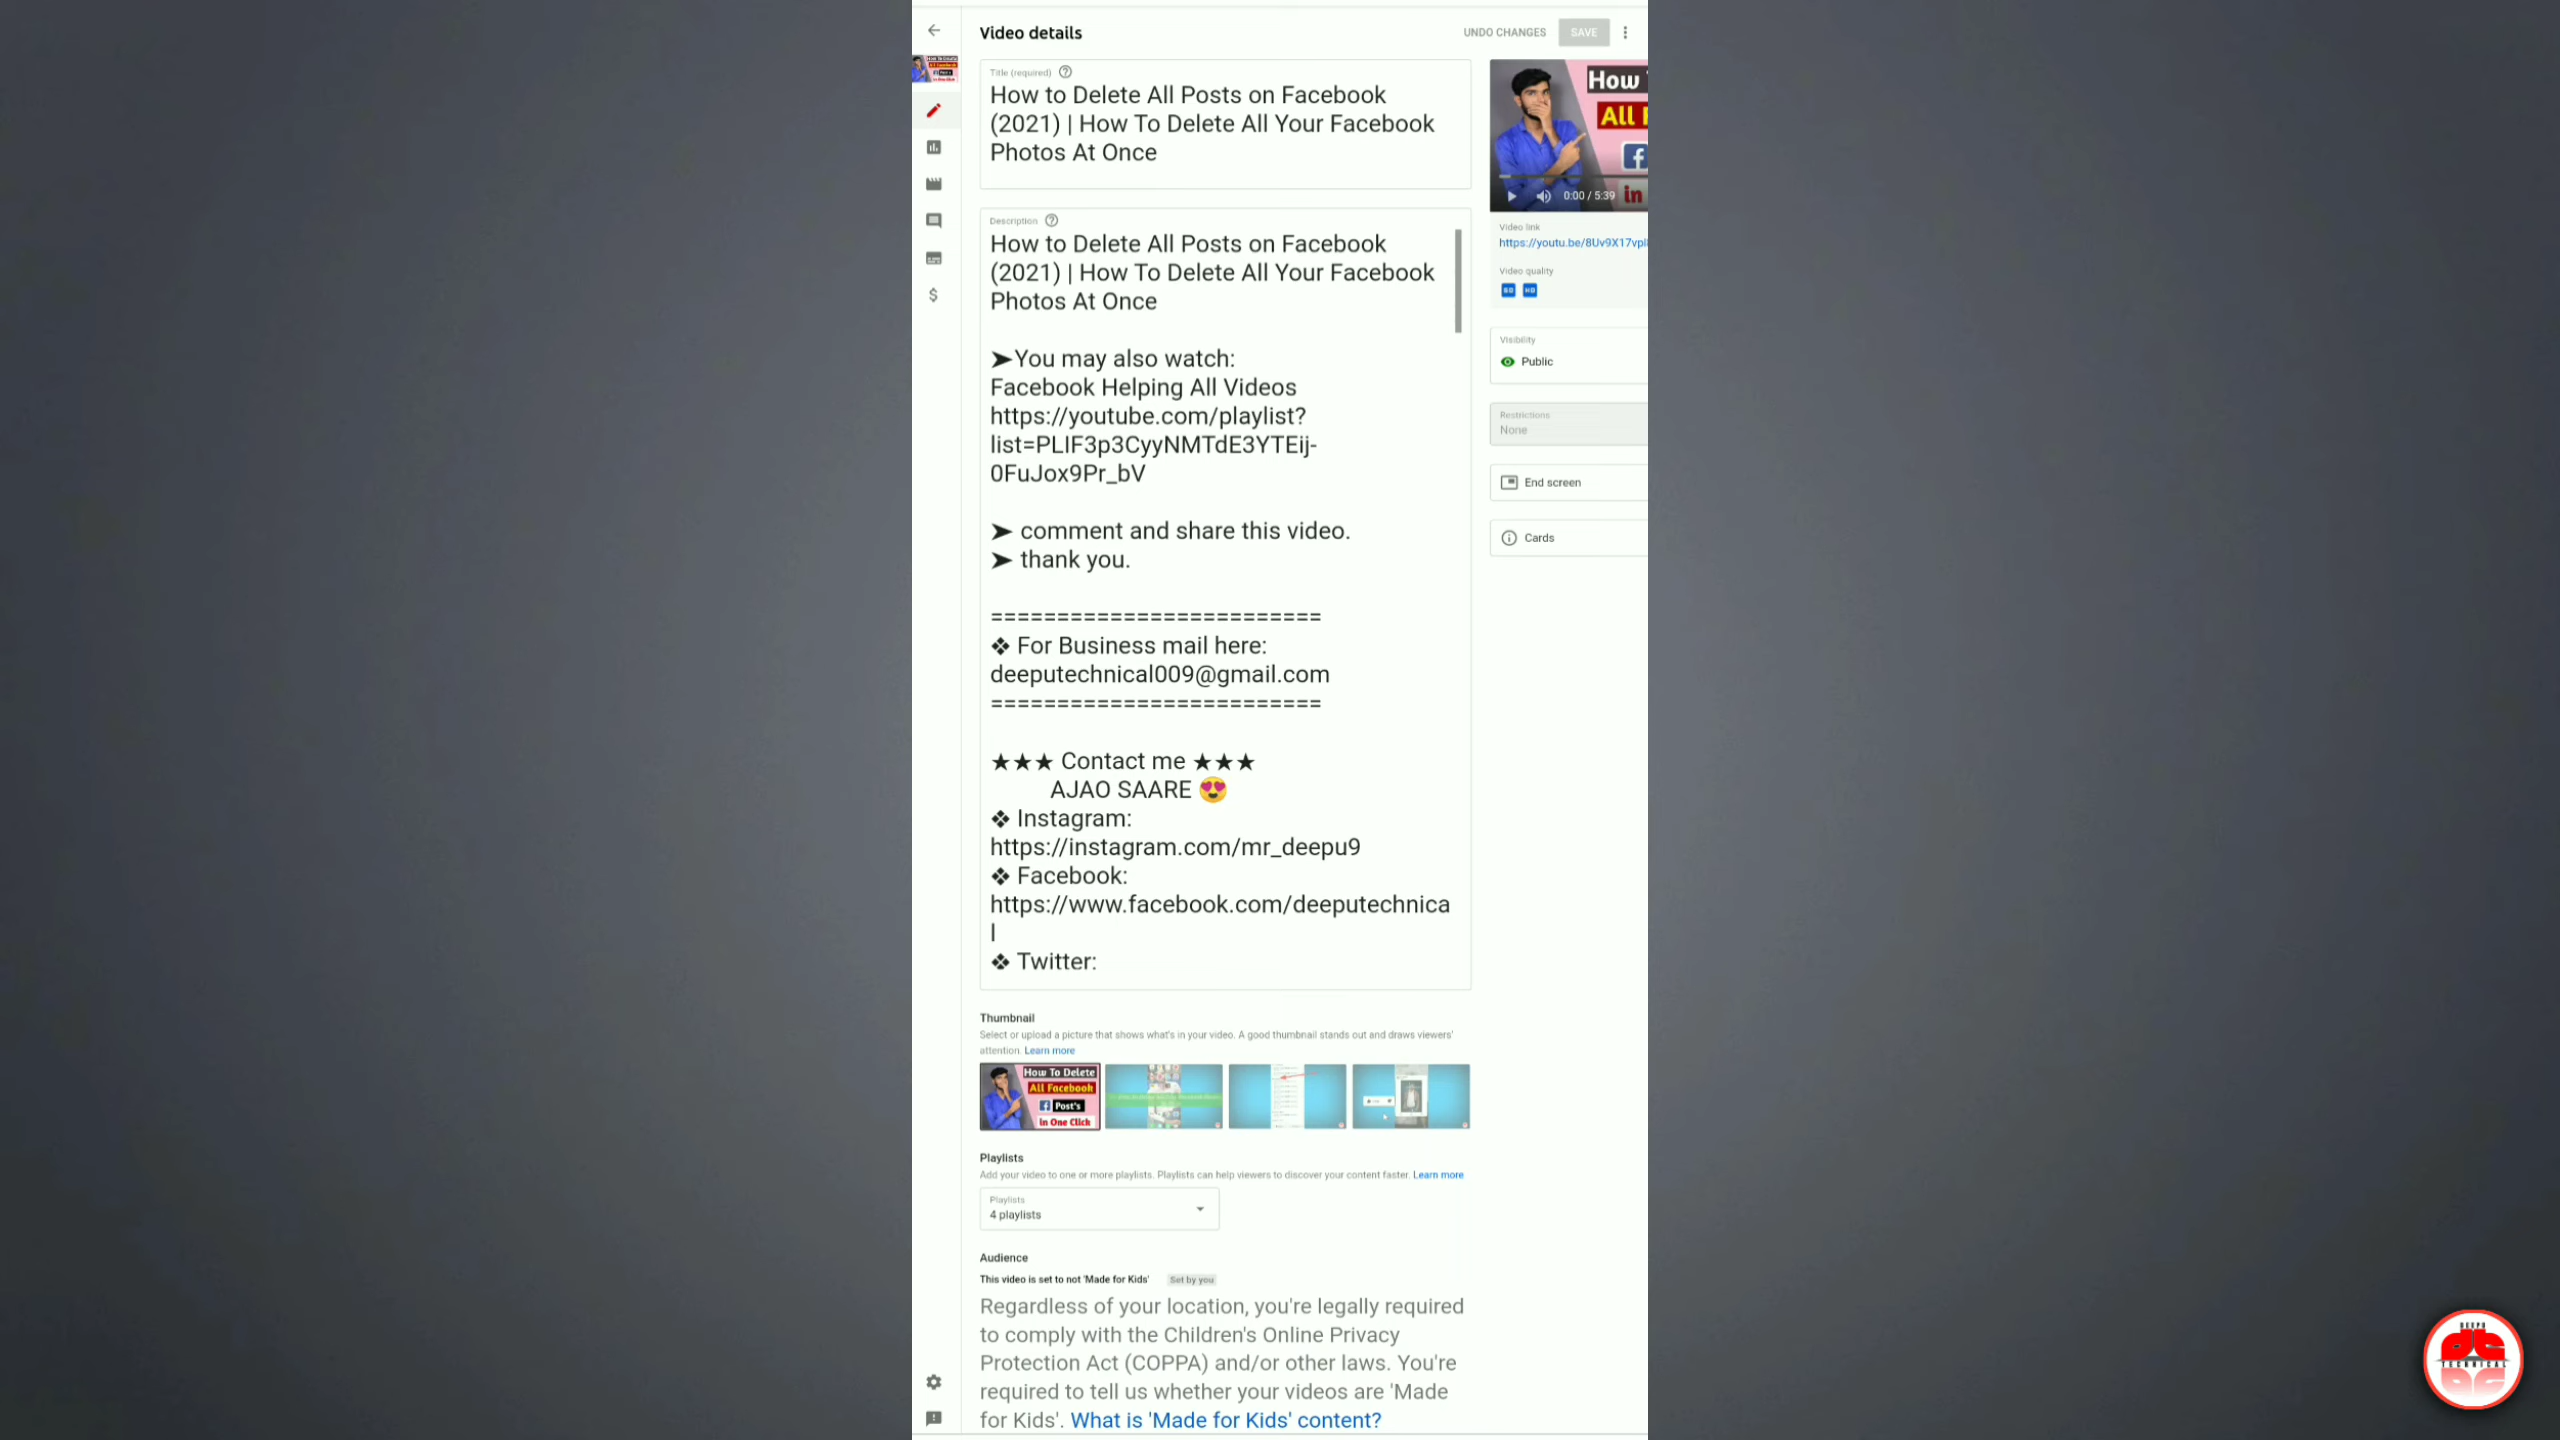 Video details
UNDO CHANGES
SAVE
Title (required)
How to Delete All Posts on Facebook
(2021) | How To Delete All Your Facebook
Photos At Once
Description
How to Delete All Posts on Facebook
(2021) | How To Delete All Your Facebook
Photos At Once
➤You may also watch:
Facebook Helping All Videos
https://youtube.com/playlist?
list=PLIF3p3CyyNMTdE3YTEij-
0FuJox9Pr_bV
➤ comment and share this video.
➤ thank you.
=========================
❖ For Business mail here:
deeputechnical009@gmail.com
=========================
★★★ Contact me ★★★
AJAO SAARE 😍
❖ Instagram:
https://instagram.com/mr_deepu9
❖ Facebook:
https://www.facebook.com/deeputechnica
l
❖ Twitter:
How
All
in
0:00 / 5:39
Video link
https://youtu.be/8Uv9X17vpl
Video quality
SD HD
Visibility
Public
Restrictions
None
End screen
Cards
Thumbnail
Select or upload a picture that shows what's in your video. A good thumbnail stands out and draws viewers'
attention. Learn more
How To Delete
All Facebook
Post's
In One Click
Playlists
Add your video to one or more playlists. Playlists can help viewers to discover your content faster. Learn more
Playlists
4 playlists
Audience
This video is set to not 'Made for Kids'
Set by you
Regardless of your location, you're legally required
to comply with the Children's Online Privacy
Protection Act (COPPA) and/or other laws. You're
required to tell us whether your videos are 'Made
for Kids'. What is 'Made for Kids' content?
DEEPU
TECHNICAL